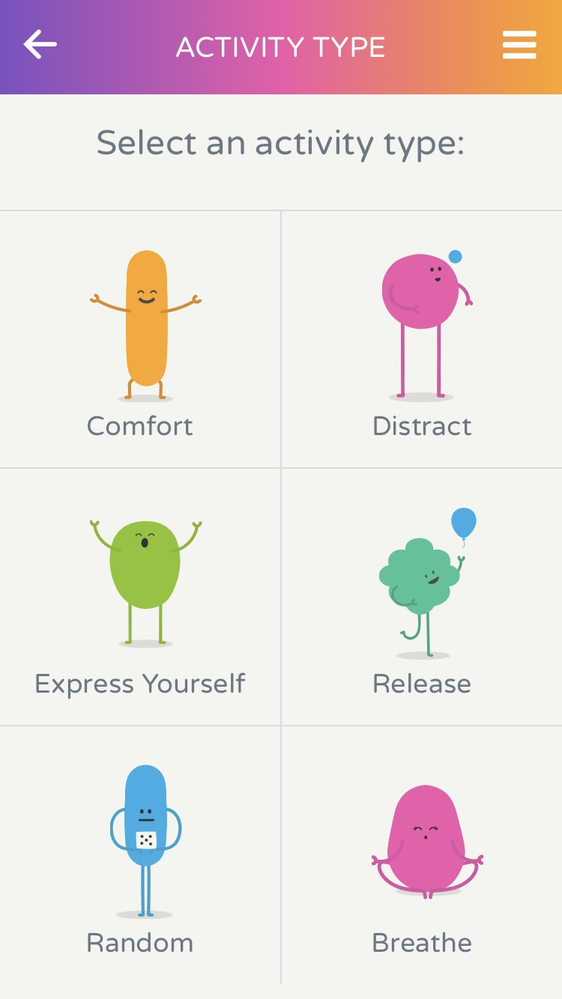 ACTIVITY TYPE
Select an activity type:
Comfort
Distract
Express Yourself
Release
Random
Breathe